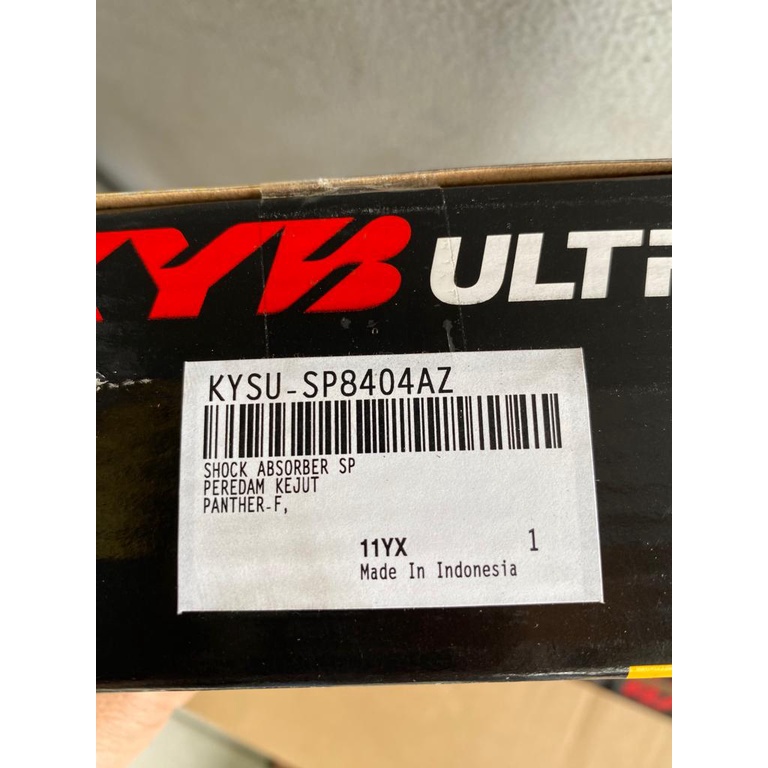 KYB ULTR
KYSU-SP8404AZ
SHOCK ABSORBER SP
PEREDAM KEJUT
PANTHER-F,
11YX 1
Made In Indonesia